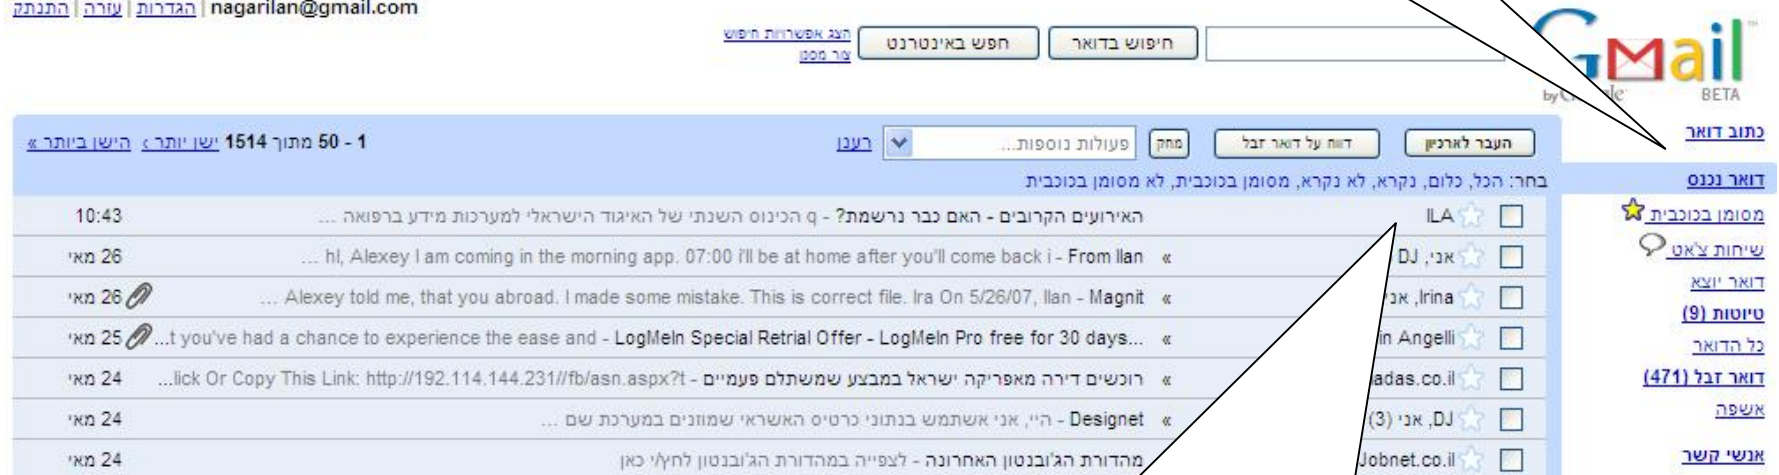 nagarilan@gmail.com | הגדרות | עזרה | התנתק
GMail
by Google BETA
חיפוש בדואר
חפש באינטרנט
הצג אפשרויות חיפוש
צור מסנן
כתוב דואר
דואר נכנס
מסומן בכוכבית
שיחות צ'אט
דואר יוצא
טיוטות (9)
כל הדואר
דואר זבל (471)
אשפה
אנשי קשר
העבר לארכיון דווח על דואר זבל מחק פעולות נוספות... רענן 1 - 50 מתוך 1514 ישן יותר › הישן ביותר »
בחר: הכל, כלום, נקרא, לא נקרא, מסומן בכוכבית, לא מסומן בכוכבית
ILA האירועים הקרובים - האם כבר נרשמת? - q הכינוס השנתי של האיגוד הישראלי למערכות מידע ברפואה ... 10:43
אני, DJ » From Ilan - hI, Alexey I am coming in the morning app. 07:00 i'll be at home after you'll come back i ... 26 מאי
Irina, אני » Magnit - Alexey told me, that you abroad. I made some mistake. This is correct file. Ira On 5/26/07, Ilan ... 26 מאי
in Angelli » LogMeIn Special Retrial Offer - LogMeIn Pro free for 30 days... - t you've had a chance to experience the ease and... 25 מאי
adas.co.il » רוכשים דירה מאפריקה ישראל במבצע שמשתלם פעמיים - lick Or Copy This Link: http://192.114.144.231//fb/asn.aspx?t... 24 מאי
DJ, אני (3) » Designet - היי, אני אשתמש בנתוני כרטיס האשראי שמוזנים במערכת שם ... 24 מאי
Jobnet.co.il מהדורת הג'ובנטון האחרונה - לצפייה במהדורת הג'ובנטון לחץ/י כאן 24 מאי